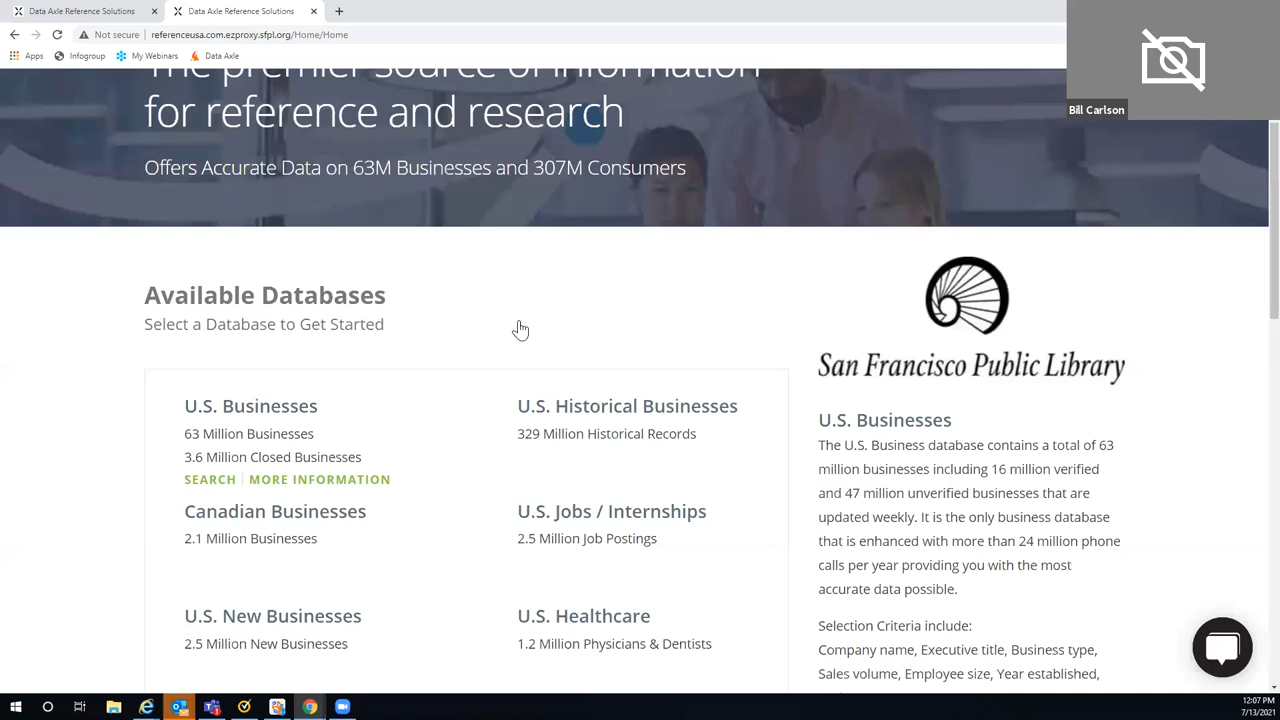 Data Axle Reference Solutions
Data Axle Reference Solutions
Not secure
referenceusa.com.ezproxy.sfpl.org/Home/Home
Apps
Infogroup
My Webinars
Data Axle
Bill Carlson
The premier source of information
for reference and research
Offers Accurate Data on 63M Businesses and 307M Consumers
Available Databases
Select a Database to Get Started
U.S. Businesses
63 Million Businesses
3.6 Million Closed Businesses
SEARCH MORE INFORMATION
U.S. Historical Businesses
329 Million Historical Records
Canadian Businesses
2.1 Million Businesses
U.S. Jobs / Internships
2.5 Million Job Postings
U.S. New Businesses
2.5 Million New Businesses
U.S. Healthcare
1.2 Million Physicians & Dentists
San Francisco Public Library
U.S. Businesses
The U.S. Business database contains a total of 63
million businesses including 16 million verified
and 47 million unverified businesses that are
updated weekly. It is the only business database
that is enhanced with more than 24 million phone
calls per year providing you with the most
accurate data possible.
Selection Criteria include:
Company name, Executive title, Business type,
Sales volume, Employee size, Year established,
12:07 PM
7/13/2021